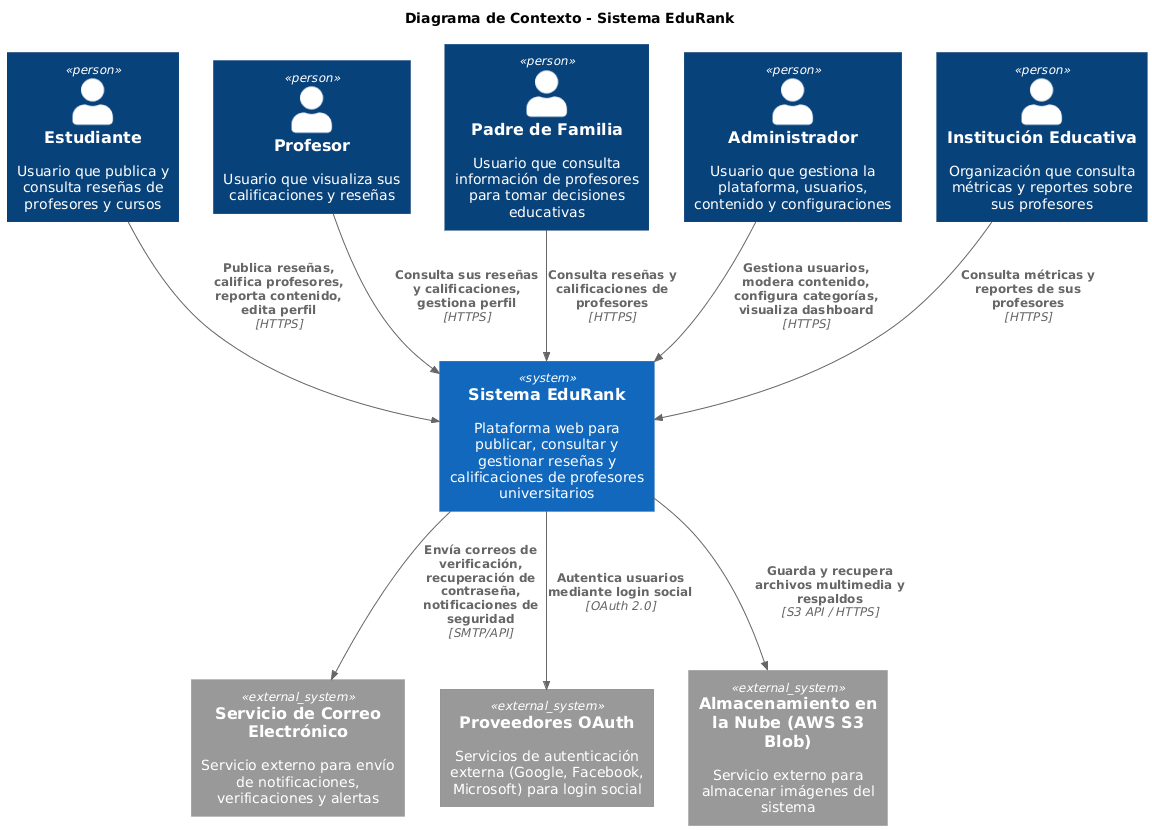 Diagrama de Contexto - Sistema EduRank
«person»
Estudiante
Usuario que publica y
consulta reseñas de
profesores y cursos
«person»
Profesor
Usuario que visualiza sus
calificaciones y reseñas
«person»
Padre de Familia
Usuario que consulta
información de profesores
para tomar decisiones
educativas
«person»
Administrador
Usuario que gestiona la
plataforma, usuarios,
contenido y configuraciones
«person»
Institución Educativa
Organización que consulta
métricas y reportes sobre
sus profesores
Publica reseñas,
califica profesores,
reporta contenido,
edita perfil
[HTTPS]
Consulta sus reseñas
y calificaciones,
gestiona perfil
[HTTPS]
Consulta reseñas y
calificaciones de
profesores
[HTTPS]
Gestiona usuarios,
modera contenido,
configura categorías,
visualiza dashboard
[HTTPS]
Consulta métricas y
reportes de sus
profesores
[HTTPS]
«system»
Sistema EduRank
Plataforma web para
publicar, consultar y
gestionar reseñas y
calificaciones de profesores
universitarios
Envía correos de
verificación,
recuperación de
contraseña,
notificaciones de
seguridad
[SMTP/API]
Autentica usuarios
mediante login social
[OAuth 2.0]
Guarda y recupera
archivos multimedia y
respaldos
[S3 API / HTTPS]
«external_system»
Servicio de Correo
Electrónico
Servicio externo para envío
de notificaciones,
verificaciones y alertas
«external_system»
Proveedores OAuth
Servicios de autenticación
externa (Google, Facebook,
Microsoft) para login social
«external_system»
Almacenamiento en
la Nube (AWS S3
Blob)
Servicio externo para
almacenar imágenes del
sistema